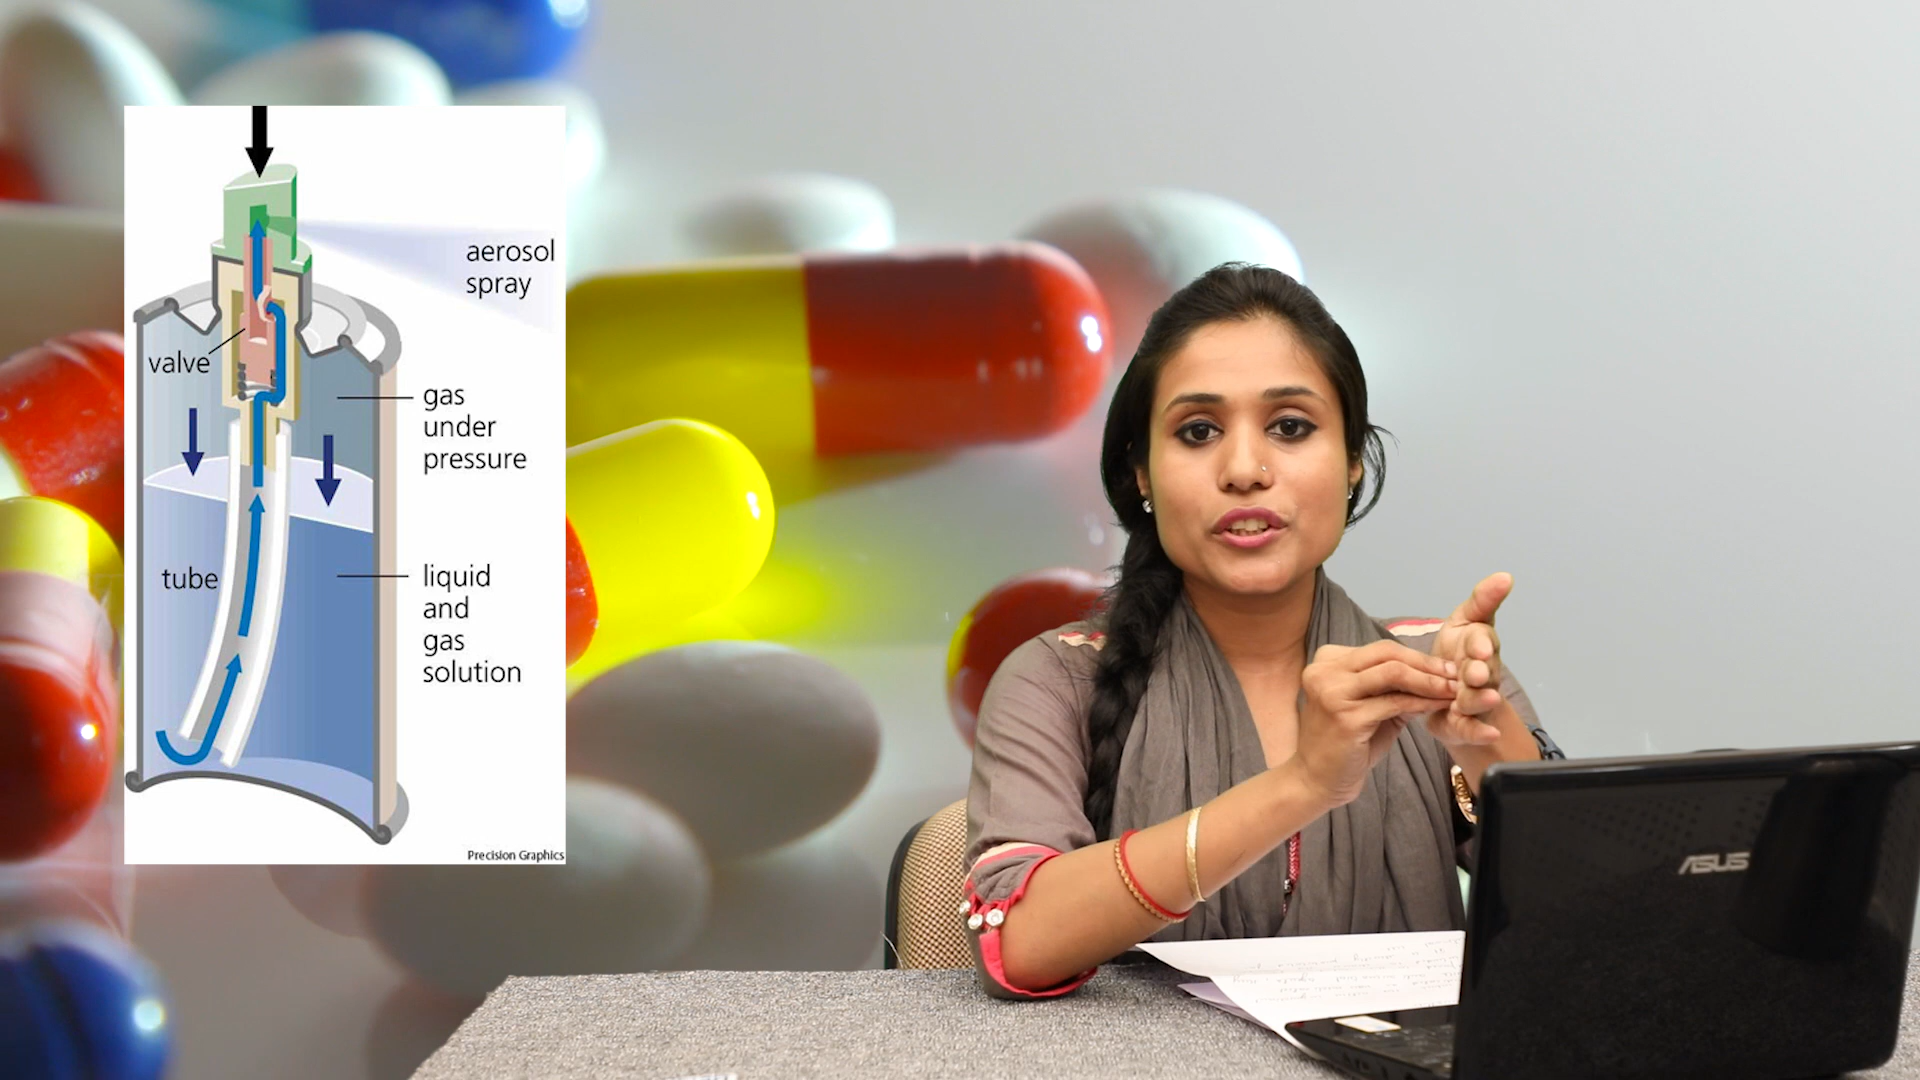 aerosol
spray
valve
gas
under
pressure
tube
liquid
and
gas
solution
Precision Graphics
ASUS